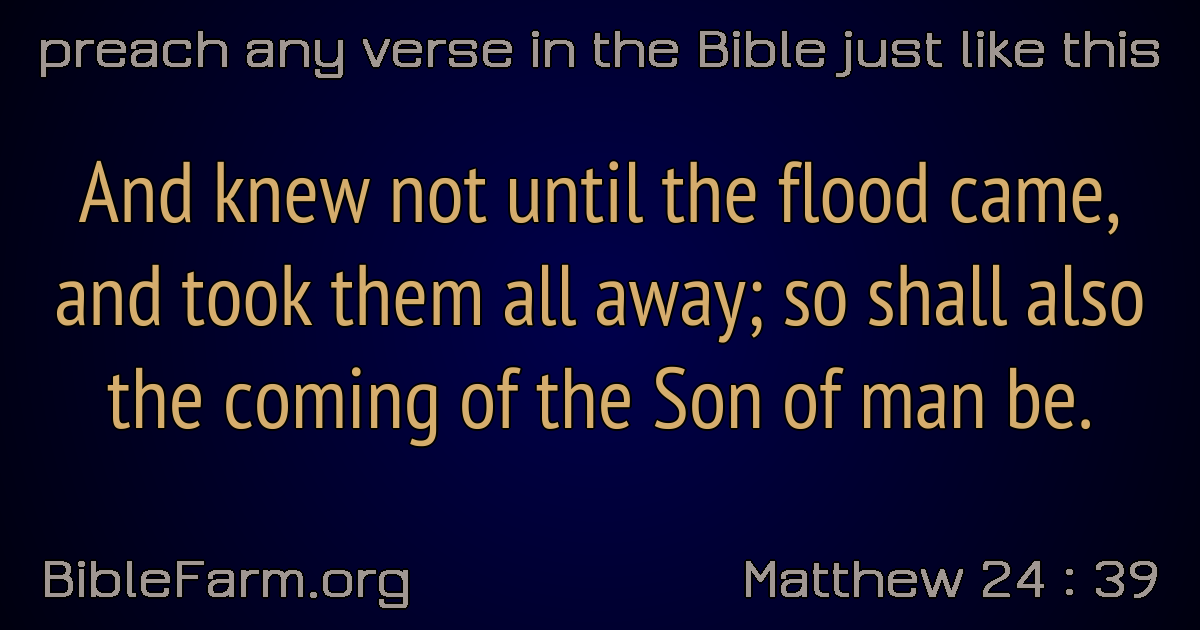 preach any verse in the Bible just like this
And knew not until the flood came,
and took them all away; so shall also
the coming of the Son of man be.
BibleFarm.org
Matthew 24 : 39